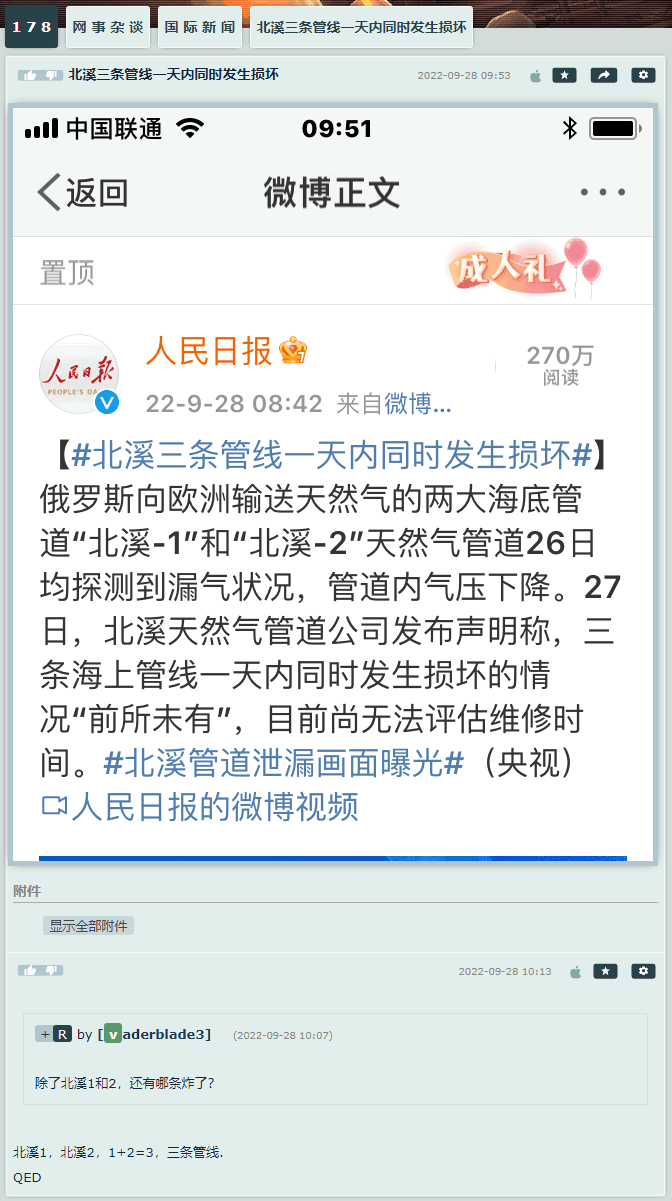 178
网事杂谈
国际新闻
北溪三条管线一天内同时发生损坏
北溪三条管线一天内同时发生损坏
2022-09-28 09:53
中国联通
09:51
返回
微博正文
置顶
成人礼
人民日报
PEOPLE'S DA
人民日报
270万
阅读
22-9-28 08:42 来自微博...
【#北溪三条管线一天内同时发生损坏#】
俄罗斯向欧洲输送天然气的两大海底管
道“北溪-1”和“北溪-2”天然气管道26日
均探测到漏气状况，管道内气压下降。27
日，北溪天然气管道公司发布声明称，三
条海上管线一天内同时发生损坏的情
况“前所未有”，目前尚无法评估维修时
间。#北溪管道泄漏画面曝光#（央视）
人民日报的微博视频
附件
显示全部附件
2022-09-28 10:13
+R by [vaderblade3] (2022-09-28 10:07)
除了北溪1和2，还有哪条炸了?
北溪1，北溪2，1+2=3，三条管线.
QED